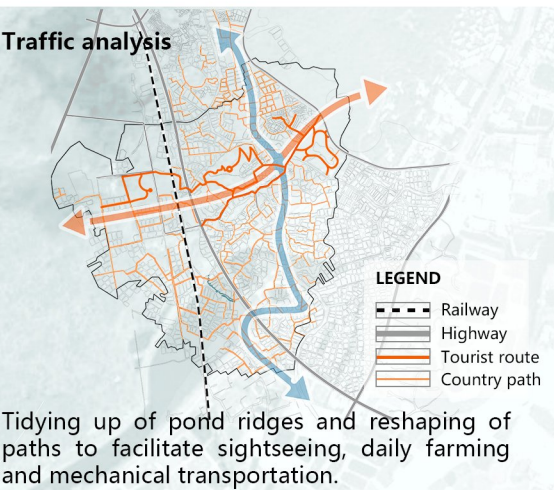 Traffic analysis
LEGEND
Railway
Highway
Tourist route
Country path
Tidying up of pond ridges and reshaping of
paths to facilitate sightseeing, daily farming
and mechanical transportation.